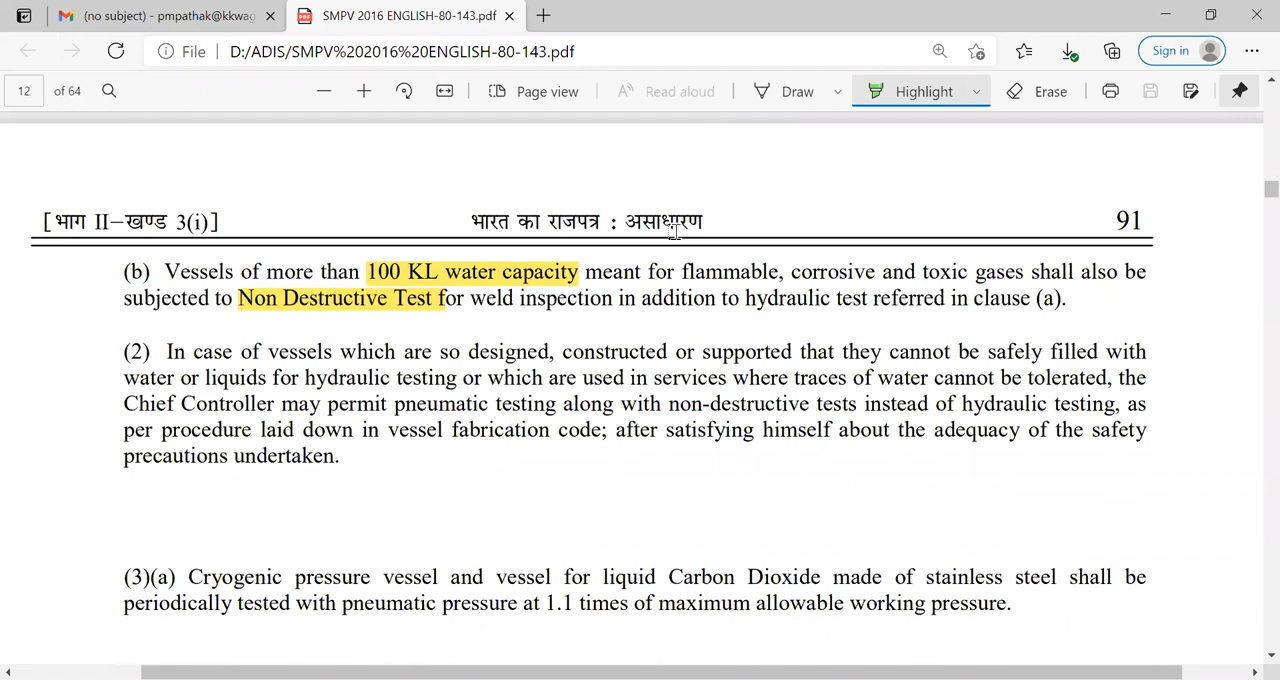 (no subject) - pmpathak@kkwag
SMPV 2016 ENGLISH-80-143.pdf
File D:/ADIS/SMPV%202016%20ENGLISH-80-143.pdf
Sign in
12 of 64
Page view
Read aloud
Draw
Highlight
Erase
[ भाग II–खण्ड 3(i)] भारत का राजपत्र : असाधारण 91
(b) Vessels of more than 100 KL water capacity meant for flammable, corrosive and toxic gases shall also be
subjected to Non Destructive Test for weld inspection in addition to hydraulic test referred in clause (a).
(2) In case of vessels which are so designed, constructed or supported that they cannot be safely filled with
water or liquids for hydraulic testing or which are used in services where traces of water cannot be tolerated, the
Chief Controller may permit pneumatic testing along with non-destructive tests instead of hydraulic testing, as
per procedure laid down in vessel fabrication code; after satisfying himself about the adequacy of the safety
precautions undertaken.
(3)(a) Cryogenic pressure vessel and vessel for liquid Carbon Dioxide made of stainless steel shall be
periodically tested with pneumatic pressure at 1.1 times of maximum allowable working pressure.